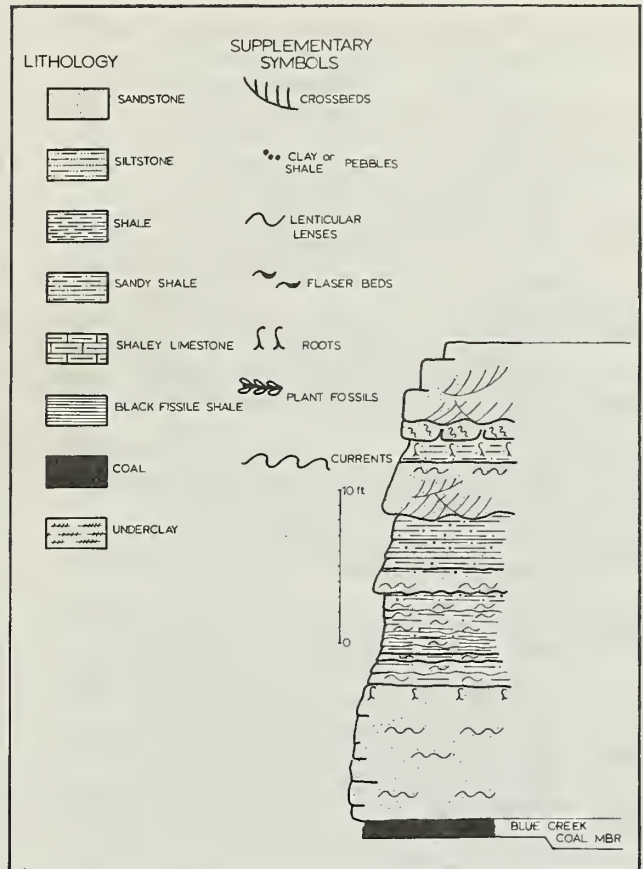 LITHOLOGY
SANDSTONE
SILTSTONE
SHALE
SANDY SHALE
SHALEY LIMESTONE
BLACK FISSILE SHALE
COAL
UNDERCLAY
SUPPLEMENTARY
SYMBOLS
CROSSBEDS
CLAY or
SHALE PEBBLES
LENTICULAR
LENSES
FLASER BEDS
ROOTS
PLANT FOSSILS
CURRENTS
10 ft
0
BLUE CREEK
COAL MBR